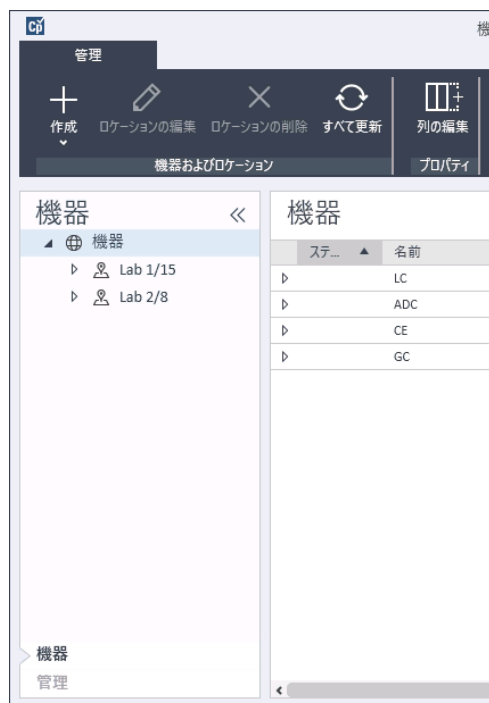 Cp
機
管理
作成 ロケーションの編集 ロケーションの削除 すべて更新 列の編集
機器およびロケーション プロパティ
機器
機器
Lab 1/15
Lab 2/8
機器
管理
機器
ステ... 名前
LC
ADC
CE
GC